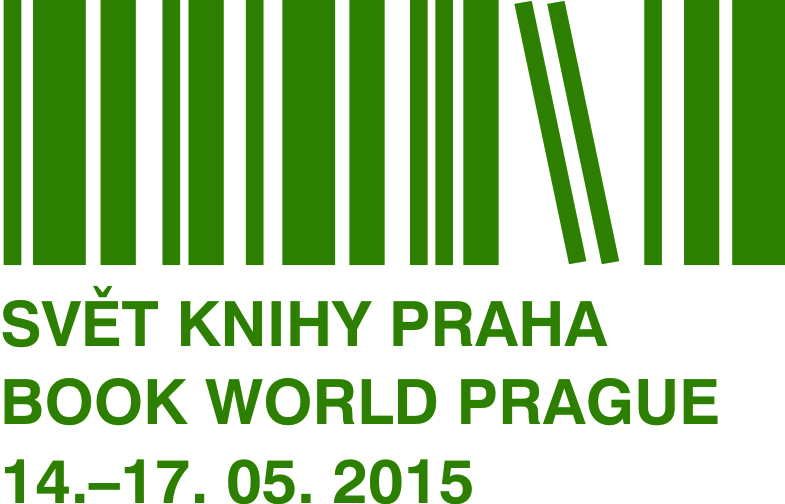 SVĚT KNIHY PRAHA
BOOK WORLD PRAGUE
14.–17. 05. 2015